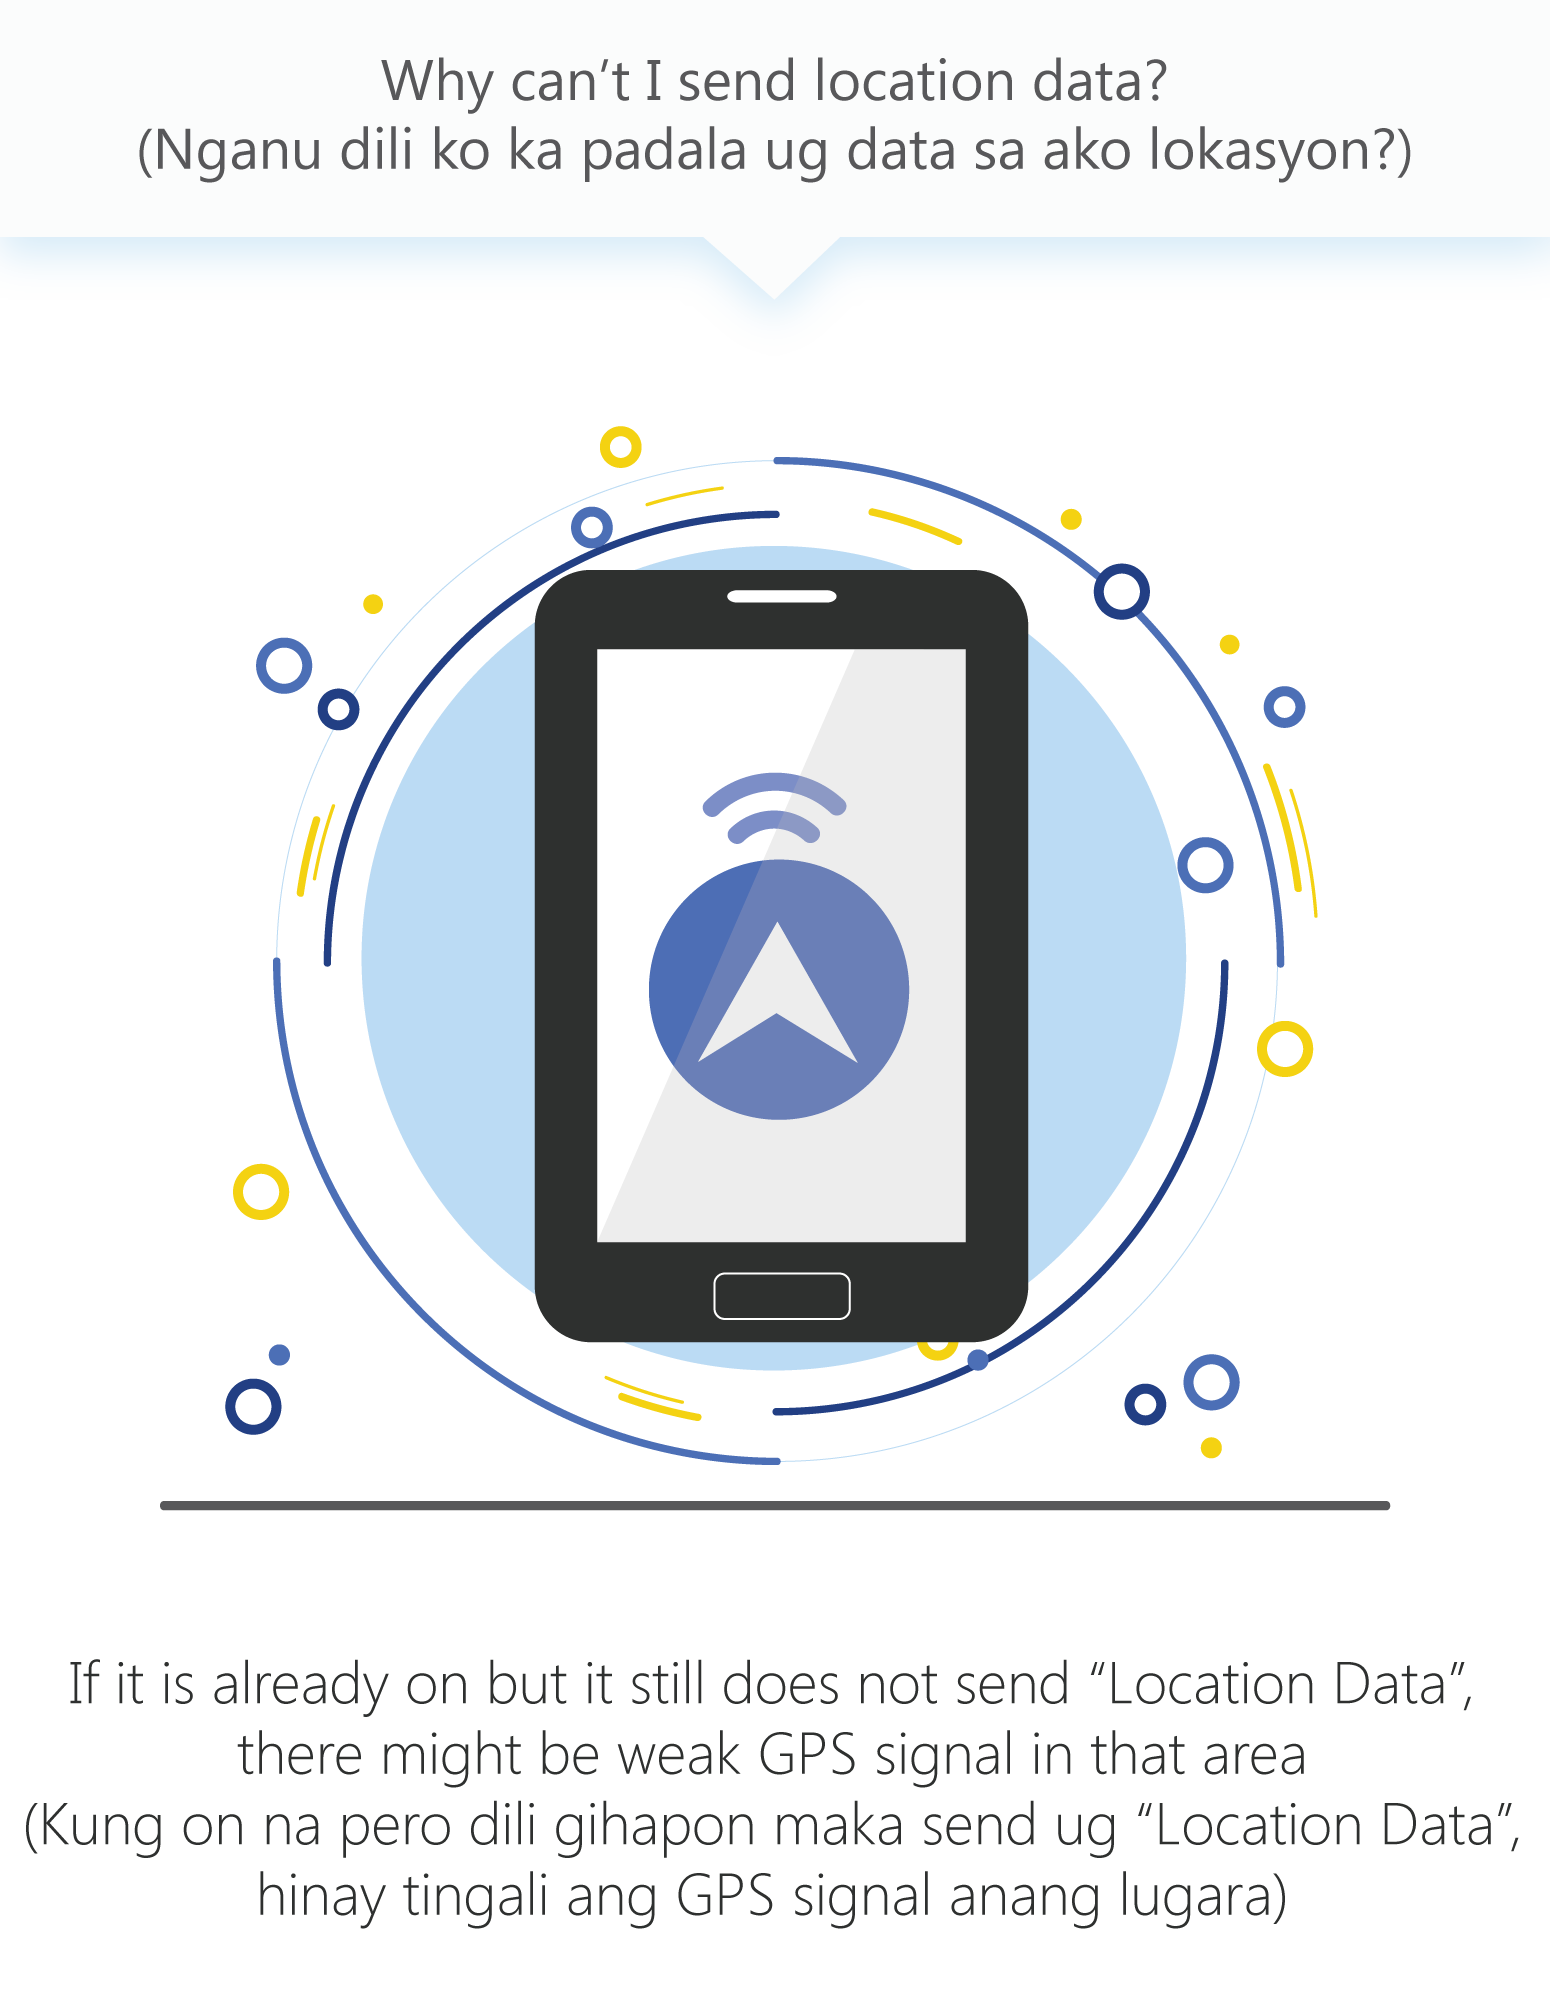 Why can’t I send location data?
(Nganu dili ko ka padala ug data sa ako lokasyon?)
If it is already on but it still does not send “Location Data”,
there might be weak GPS signal in that area
(Kung on na pero dili gihapon maka send ug “Location Data”,
hinay tingali ang GPS signal anang lugara)